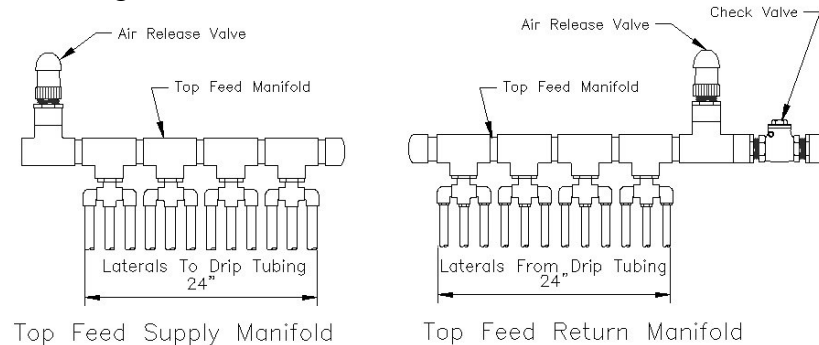 Check Valve
Air Release Valve
Air Release Valve
Top Feed Manifold
Top Feed Manifold
Laterals To Drip Tubing
24"
Laterals From Drip Tubing
24"
Top Feed Supply Manifold
Top Feed Return Manifold